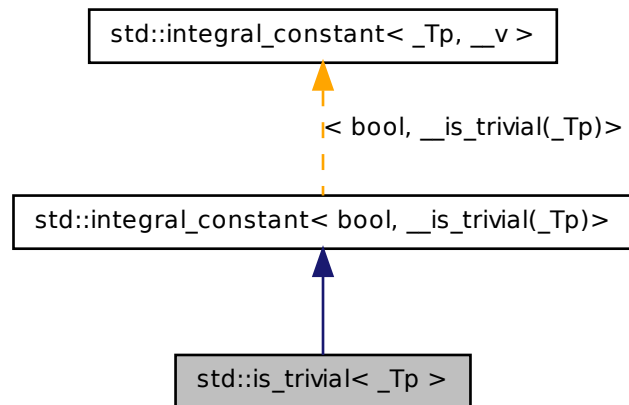 std::integral_constant< _Tp, __v >
< bool, __is_trivial(_Tp)>
std::integral_constant< bool, __is_trivial(_Tp)>
std::is_trivial< _Tp >